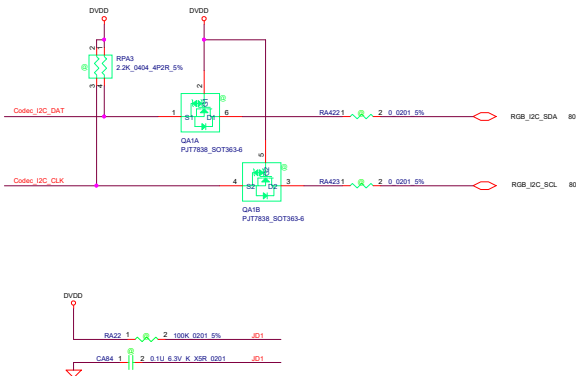 DVDD
DVDD
2
1
@
RPA3
2.2K_0404_4P2R_5%
3
4
2
@
G1
Codec_I2C_DAT
1
S1
D1
6
RA422
1
@
2
0_0201_5%
RGB_I2C_SDA
80
QA1A
PJT7838_SOT363-6
5
@
G2
Codec_I2C_CLK
4
S2
D2
3
RA423
1
@
2
0_0201_5%
RGB_I2C_SCL
80
QA1B
PJT7838_SOT363-6
DVDD
RA22
1
@
2
100K_0201_5%
JD1
CA84
1
@
2
0.1U_6.3V_K_X5R_0201
JD1